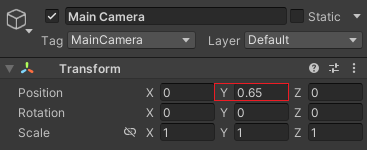 Main Camera Static
Tag MainCamera Layer Default
Transform
Position X 0 Y 0.65 Z 0
Rotation X 0 Y 0 Z 0
Scale X 1 Y 1 Z 1